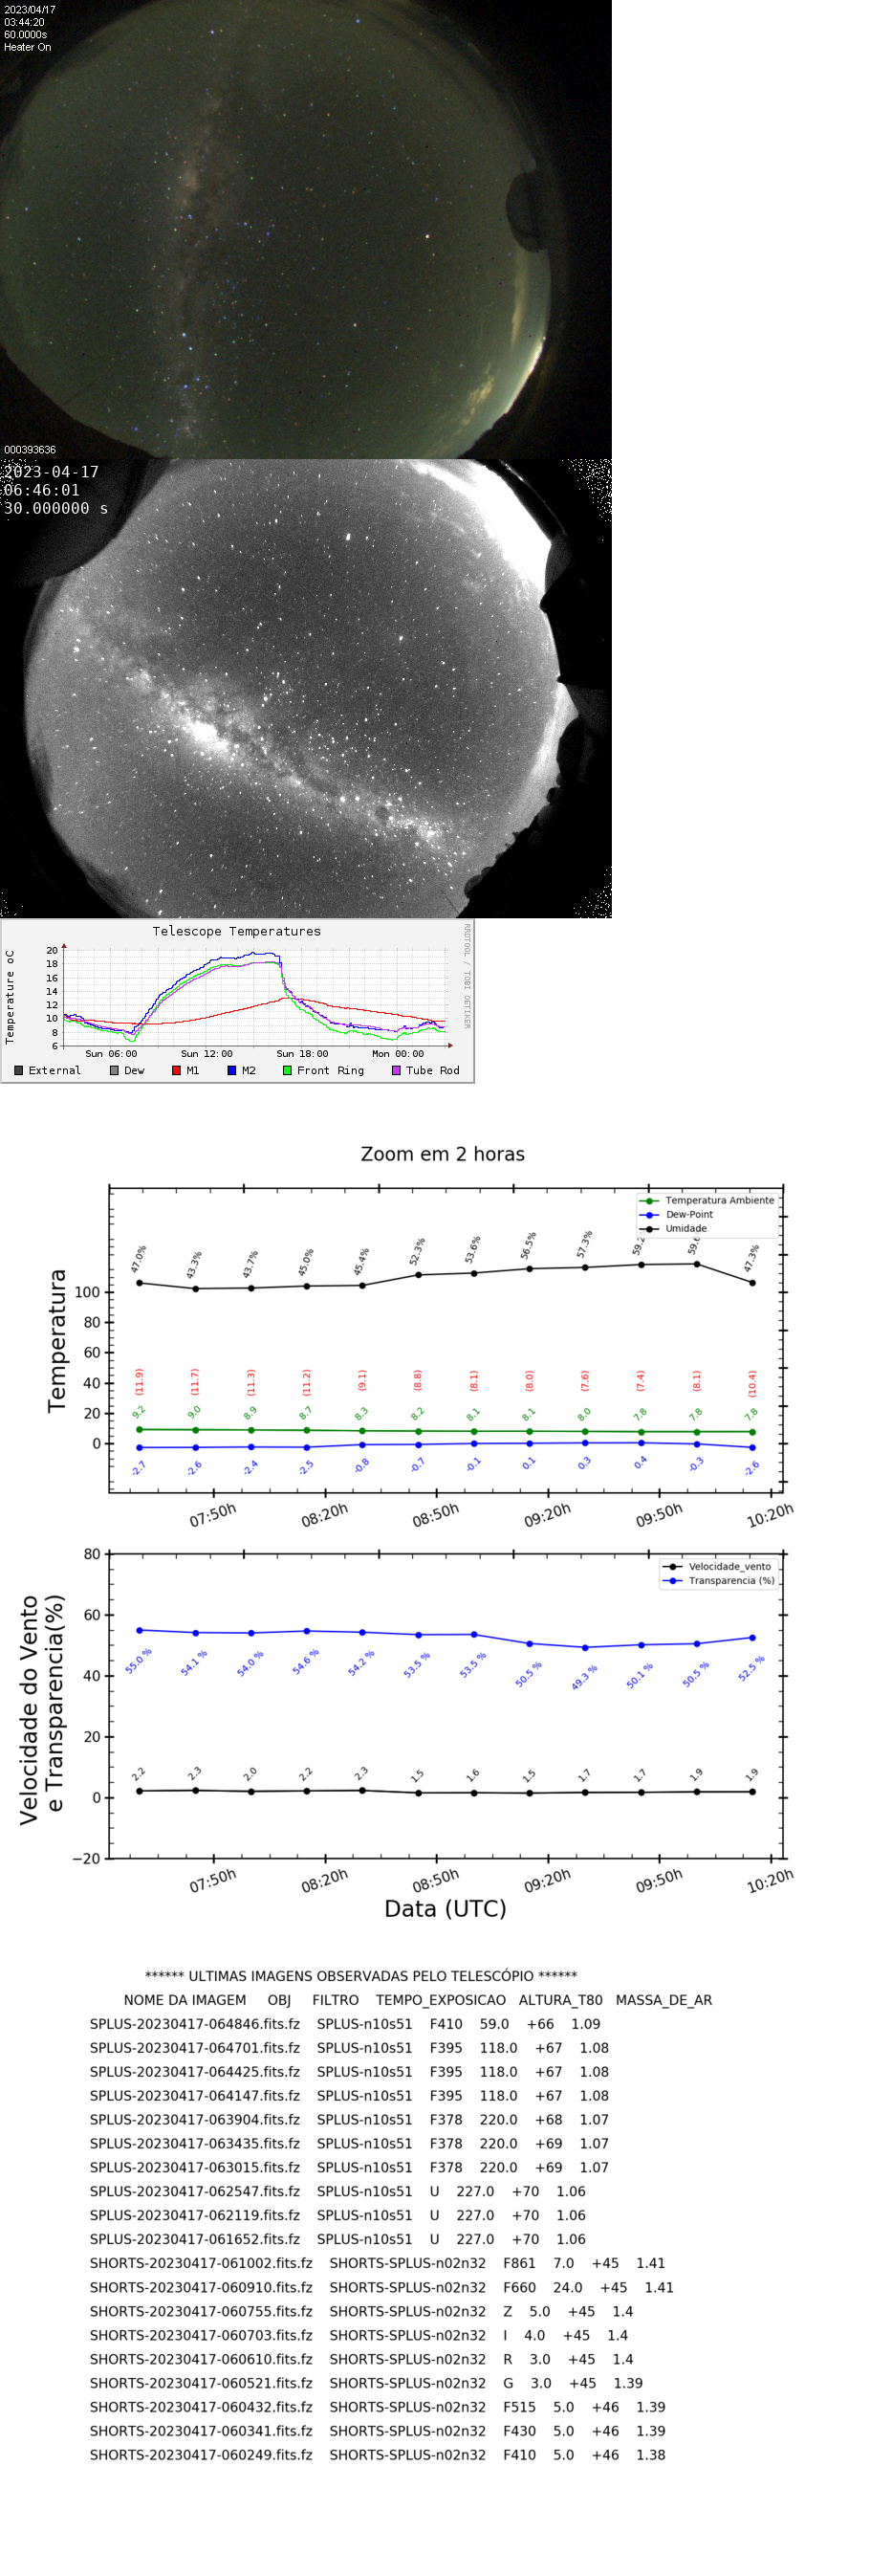 2023/04/17
03:44:20
60.0000s
Heater On
000393636
2023-04-17
06:46:01
30.000000 s
Telescope Temperatures
Temperature oC
RRDTOOL / TOBI OETIKER
20
18
16
14
12
10
8
6
Sun 06:00 Sun 12:00 Sun 18:00 Mon 00:00
External Dew M1 M2 Front Ring Tube Rod
Zoom em 2 horas
Temperatura Ambiente
Dew-Point
Umidade
Temperatura
47.0% 43.3% 43.7% 45.0% 45.4% 52.3% 53.6% 56.5% 57.3% 59. 59. 47.3%
100
80
60
40
20
0
(11.9) (11.7) (11.3) (11.2) (9.1) (8.8) (8.1) (8.0) (7.6) (7.4) (8.1) (10.4)
9.2 9.0 8.9 8.7 8.3 8.2 8.1 8.1 8.0 7.8 7.8 7.8
-2.7 -2.6 -2.4 -2.5 -0.8 -0.7 -0.1 0.1 0.3 0.4 -0.3 -2.6
07:50h 08:20h 08:50h 09:20h 09:50h 10:20h
Velocidade_vento
Transparencia (%)
Velocidade do Vento
e Transparencia(%)
80
60
40
20
0
−20
55.0 % 54.1 % 54.0 % 54.6 % 54.2 % 53.5 % 53.5 % 50.5 % 49.3 % 50.1 % 50.5 % 52.5 %
2.2 2.3 2.0 2.2 2.3 1.5 1.6 1.5 1.7 1.7 1.9 1.9
07:50h 08:20h 08:50h 09:20h 09:50h 10:20h
Data (UTC)
****** ULTIMAS IMAGENS OBSERVADAS PELO TELESCÓPIO ******
NOME DA IMAGEM OBJ FILTRO TEMPO_EXPOSICAO ALTURA_T80 MASSA_DE_AR
SPLUS-20230417-064846.fits.fz SPLUS-n10s51 F410 59.0 +66 1.09
SPLUS-20230417-064701.fits.fz SPLUS-n10s51 F395 118.0 +67 1.08
SPLUS-20230417-064425.fits.fz SPLUS-n10s51 F395 118.0 +67 1.08
SPLUS-20230417-064147.fits.fz SPLUS-n10s51 F395 118.0 +67 1.08
SPLUS-20230417-063904.fits.fz SPLUS-n10s51 F378 220.0 +68 1.07
SPLUS-20230417-063435.fits.fz SPLUS-n10s51 F378 220.0 +69 1.07
SPLUS-20230417-063015.fits.fz SPLUS-n10s51 F378 220.0 +69 1.07
SPLUS-20230417-062547.fits.fz SPLUS-n10s51 U 227.0 +70 1.06
SPLUS-20230417-062119.fits.fz SPLUS-n10s51 U 227.0 +70 1.06
SPLUS-20230417-061652.fits.fz SPLUS-n10s51 U 227.0 +70 1.06
SHORTS-20230417-061002.fits.fz SHORTS-SPLUS-n02n32 F861 7.0 +45 1.41
SHORTS-20230417-060910.fits.fz SHORTS-SPLUS-n02n32 F660 24.0 +45 1.41
SHORTS-20230417-060755.fits.fz SHORTS-SPLUS-n02n32 Z 5.0 +45 1.4
SHORTS-20230417-060703.fits.fz SHORTS-SPLUS-n02n32 I 4.0 +45 1.4
SHORTS-20230417-060610.fits.fz SHORTS-SPLUS-n02n32 R 3.0 +45 1.4
SHORTS-20230417-060521.fits.fz SHORTS-SPLUS-n02n32 G 3.0 +45 1.39
SHORTS-20230417-060432.fits.fz SHORTS-SPLUS-n02n32 F515 5.0 +46 1.39
SHORTS-20230417-060341.fits.fz SHORTS-SPLUS-n02n32 F430 5.0 +46 1.39
SHORTS-20230417-060249.fits.fz SHORTS-SPLUS-n02n32 F410 5.0 +46 1.38